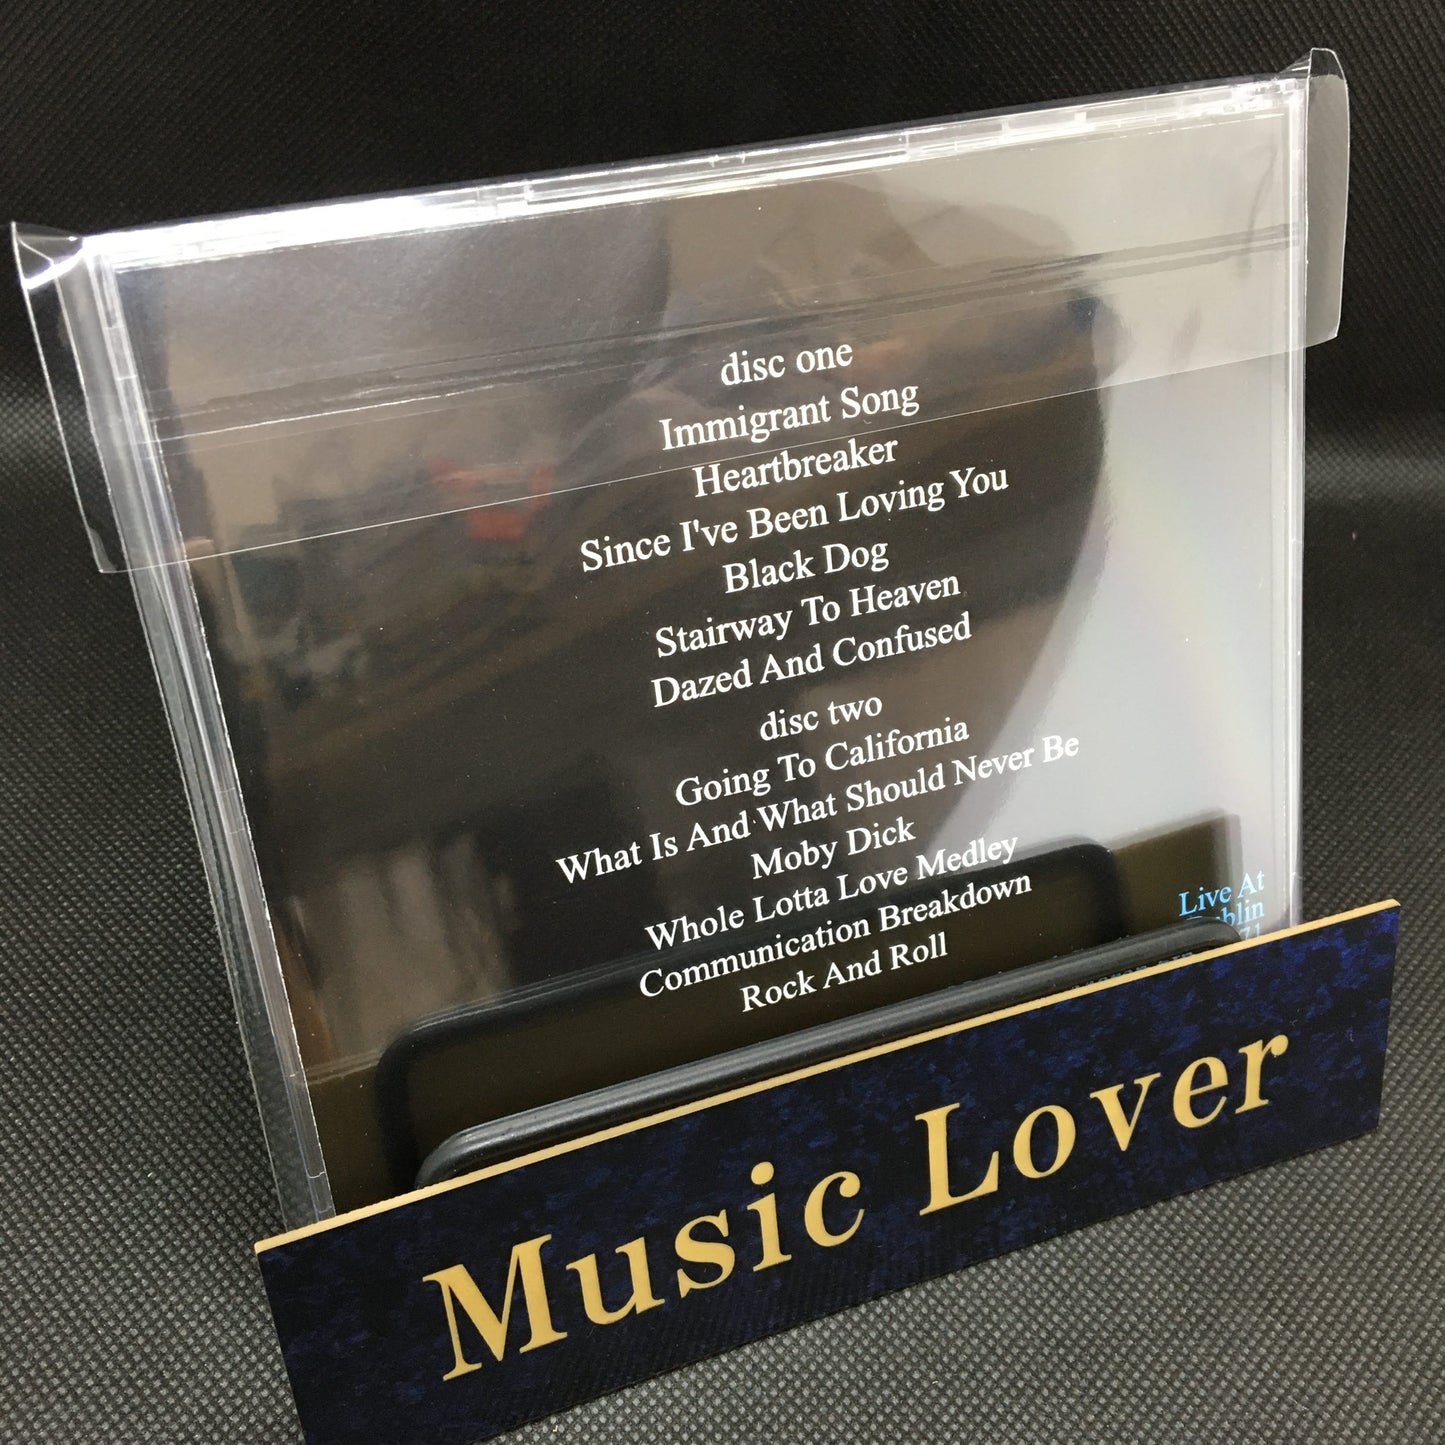 disc one
Immigrant Song
Heartbreaker
Since I've Been Loving You
Black Dog
Stairway To Heaven
Dazed And Confused
disc two
Going To California
What Is And What Should Never Be
Moby Dick
Whole Lotta Love Medley
Communication Breakdown
Rock And Roll
Live At
Music Lover